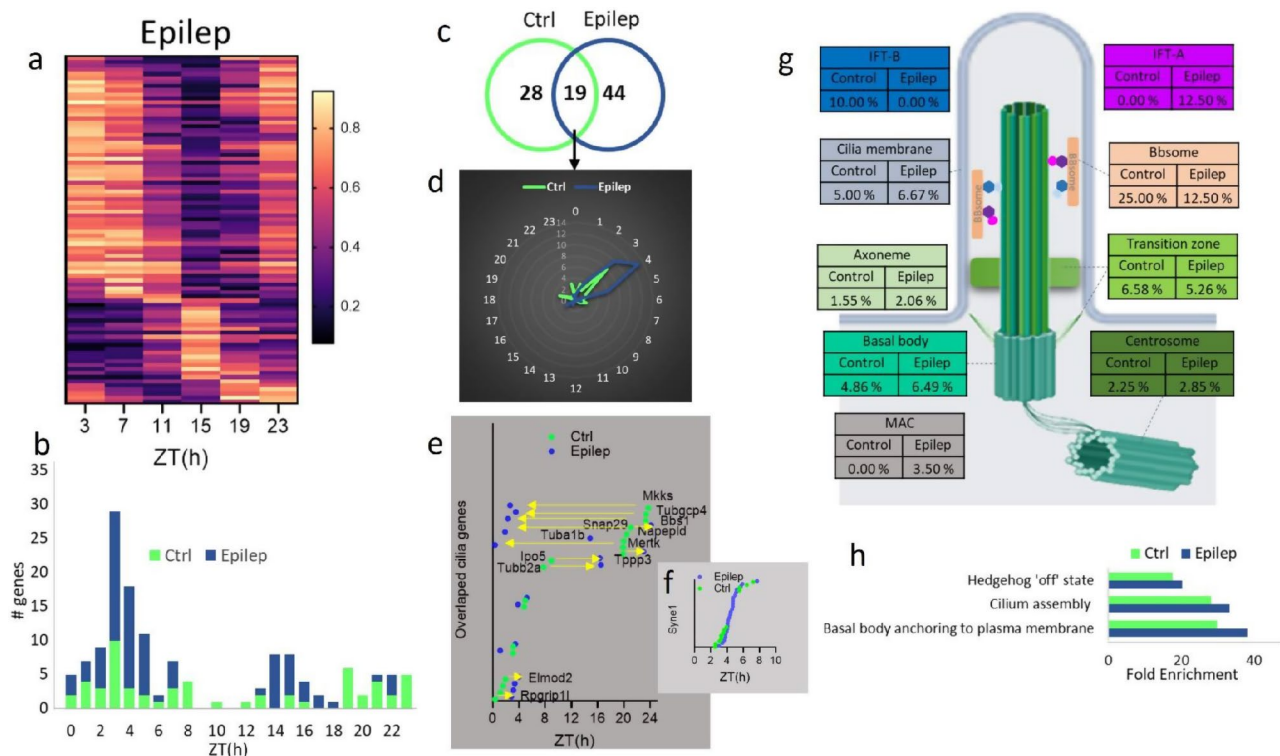 a
Epilep
0.8
0.6
0.4
0.2
3 7 11 15 19 23
ZT(h)
b
# genes
35
30
25
20
15
10
5
0
Ctrl Epilep
0 2 4 6 8 10 12 14 16 18 20 22
ZT(h)
c
Ctrl Epilep
28 19 44
d
Ctrl Epilep
0
1
2
3
4
5
6
7
8
9
10
11
12
13
14
15
16
17
18
19
20
21
22
23
14
12
10
8
6
4
2
0
e
Ctrl
Epilep
Overlaped cilia genes
Mkks
Tubgcp4
Bbs1
Snap29
Napepld
Tuba1b
Mertk
Ipo5
Tppp3
Tubb2a
Elmod2
Rpgrip1l
0 4 8 12 16 20 24
ZT(h)
f
Epilep
Ctrl
Syne1
0 2 4 6 8 10
ZT(h)
g
IFT-B
Control Epilep
10.00 % 0.00 %
IFT-A
Control Epilep
0.00 % 12.50 %
Cilia membrane
Control Epilep
5.00 % 6.67 %
BBsome
BBsome
Bbsome
Control Epilep
25.00 % 12.50 %
Axoneme
Control Epilep
1.55 % 2.06 %
Transition zone
Control Epilep
6.58 % 5.26 %
Basal body
Control Epilep
4.86 % 6.49 %
Centrosome
Control Epilep
2.25 % 2.85 %
MAC
Control Epilep
0.00 % 3.50 %
h
Ctrl Epilep
Hedgehog 'off' state
Cilium assembly
Basal body anchoring to plasma membrane
0 20 40
Fold Enrichment